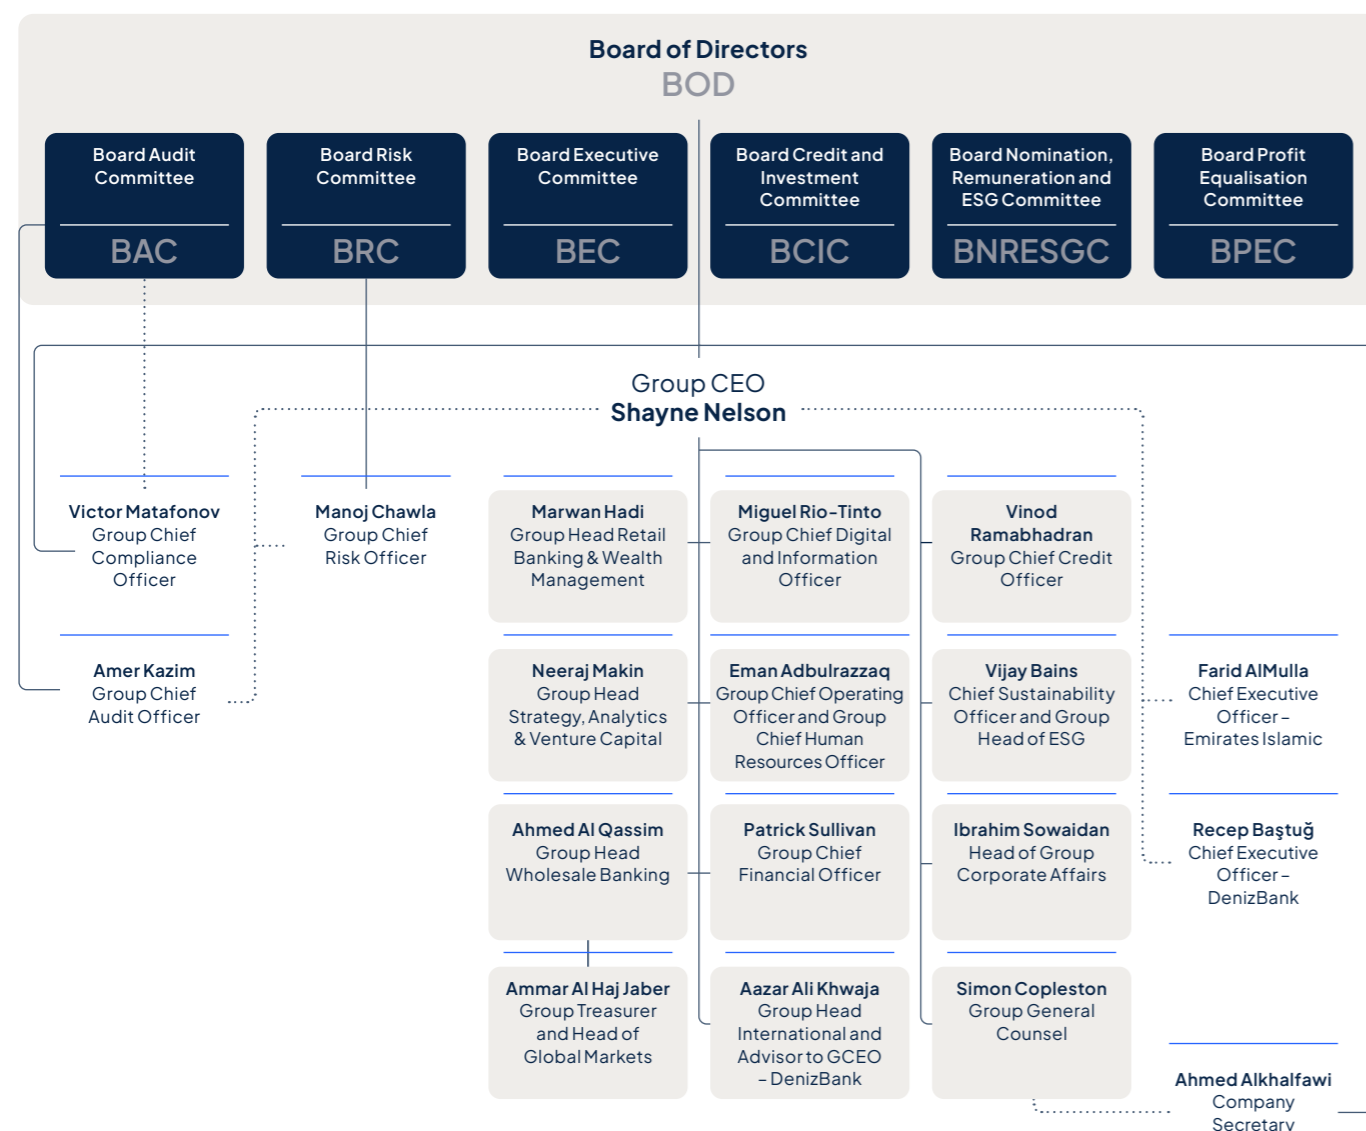 Board of Directors
BOD
Board Audit
Committee
BAC
Board Risk
Committee
BRC
Board Executive
Committee
BEC
Board Credit and
Investment
Committee
BCIC
Board Nomination,
Remuneration and
ESG Committee
BNRESGC
Board Profit
Equalisation
Committee
BPEC
Group CEO
Shayne Nelson
Victor Matafonov
Group Chief
Compliance
Officer
Manoj Chawla
Group Chief
Risk Officer
Marwan Hadi
Group Head Retail
Banking & Wealth
Management
Miguel Rio-Tinto
Group Chief Digital
and Information
Officer
Vinod
Ramabhadran
Group Chief Credit
Officer
Amer Kazim
Group Chief
Audit Officer
Neeraj Makin
Group Head
Strategy, Analytics
& Venture Capital
Eman Adbulrazzaq
Group Chief Operating
Officer and Group
Chief Human
Resources Officer
Vijay Bains
Chief Sustainability
Officer and Group
Head of ESG
Farid AlMulla
Chief Executive
Officer –
Emirates Islamic
Ahmed Al Qassim
Group Head
Wholesale Banking
Patrick Sullivan
Group Chief
Financial Officer
Ibrahim Sowaidan
Head of Group
Corporate Affairs
Recep Baştuğ
Chief Executive
Officer –
DenizBank
Ammar Al Haj Jaber
Group Treasurer
and Head of
Global Markets
Aazar Ali Khwaja
Group Head
International and
Advisor to GCEO
– DenizBank
Simon Copleston
Group General
Counsel
Ahmed Alkhalfawi
Company
Secretary